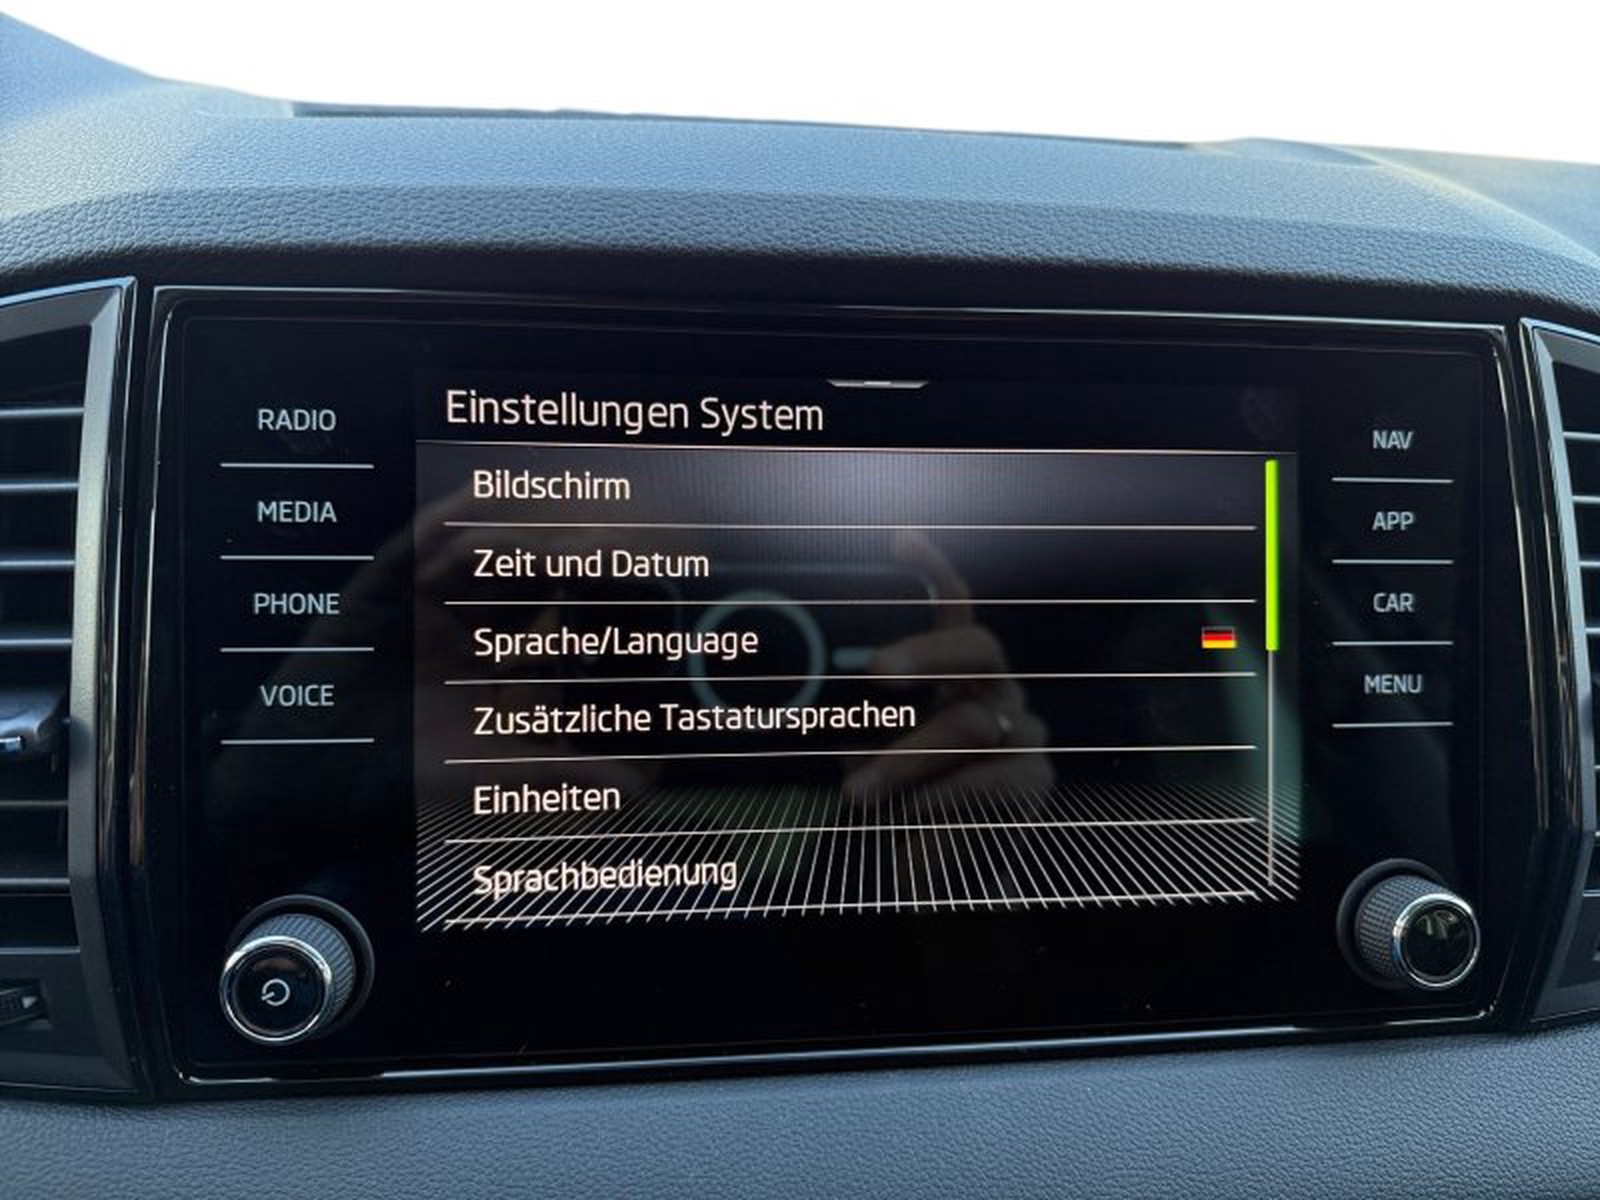 RADIO
MEDIA
PHONE
VOICE
Einstellungen System
Bildschirm
Zeit und Datum
Sprache/Language
Zusätzliche Tastatursprachen
Einheiten
Sprachbedienung
NAV
APP
CAR
MENU